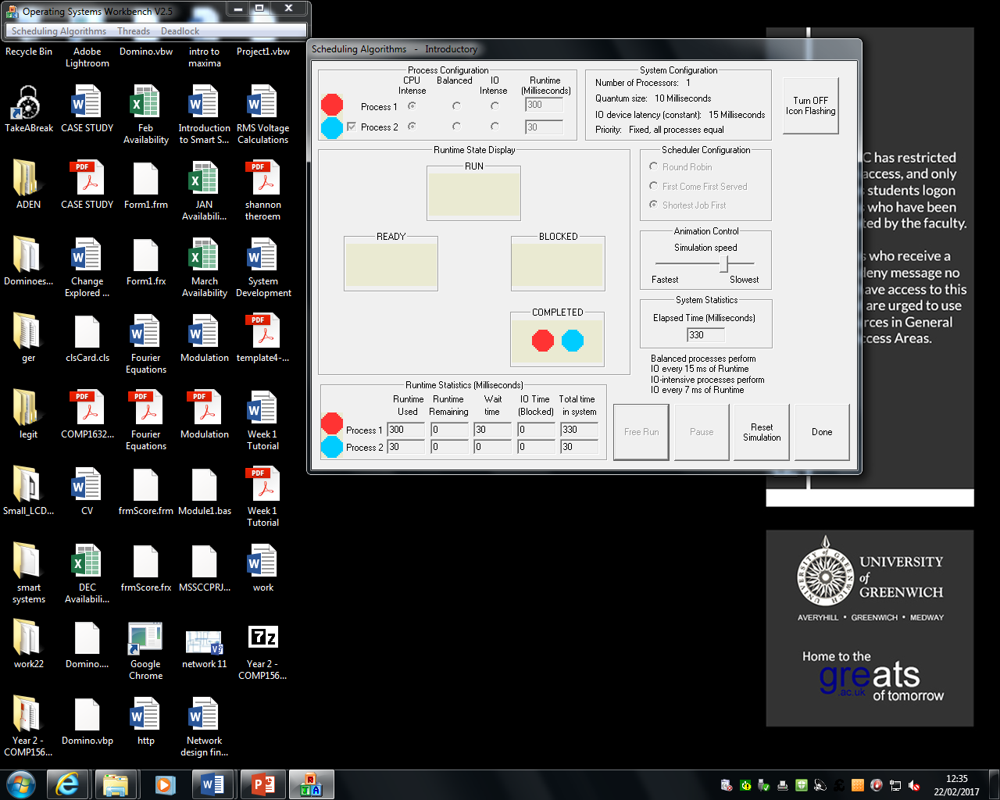 Operating Systems Workbench V2.5
Scheduling Algorithms Threads Deadlock
Recycle Bin
Adobe Lightroom
Domino.vbw
intro to maxima
Project1.vbw
TakeABreak
CASE STUDY
Feb Availability
Introduction to Smart S...
RMS Voltage Calculations
ADEN
CASE STUDY
Form1.frm
JAN Availabili...
shannon theroem
Dominoes...
Change Explored ...
Form1.frx
March Availability
System Development
ger
clsCard.cls
Fourier Equations
Modulation
template4-...
legit
COMP1632...
Fourier Equations
Modulation
Week 1 Tutorial
Small_LCD...
CV
frmScore.frm
Module1.bas
Week 1 Tutorial
smart systems
DEC Availabili...
frmScore.frx
MSSCCPRJ...
work
work22
Domino....
Google Chrome
network 11
Year 2 - COMP156...
Year 2 - COMP156...
Domino.vbp
http
Network design fin...
Scheduling Algorithms - Introductory
Process Configuration
CPU Intense
Balanced
IO Intense
Runtime (Milliseconds)
Process 1
300
Process 2
30
System Configuration
Number of Processors: 1
Quantum size: 10 Milliseconds
IO device latency (constant): 15 Milliseconds
Priority: Fixed, all processes equal
Turn OFF Icon Flashing
Runtime State Display
RUN
READY
BLOCKED
COMPLETED
Scheduler Configuration
Round Robin
First Come First Served
Shortest Job First
Animation Control
Simulation speed
Fastest
Slowest
System Statistics
Elapsed Time (Milliseconds)
330
Balanced processes perform
IO every 15 ms of Runtime
IO-intensive processes perform
IO every 7 ms of Runtime
Runtime Statistics (Milliseconds)
Runtime Used
Runtime Remaining
Wait time
IO Time (Blocked)
Total time in system
Process 1 300 0 30 0 330
Process 2 30 0 0 0 30
Free Run
Pause
Reset Simulation
Done
C has restricted
access, and only
students logon
who have been
ted by the faculty.
who receive a
deny message no
ave access to this
are urged to use
rces in General
ccess Areas.
UNIVERSITY
of
GREENWICH
AVERYHILL • GREENWICH • MEDWAY
Home to the
greats
.ac.uk
of tomorrow
12:35
22/02/2017